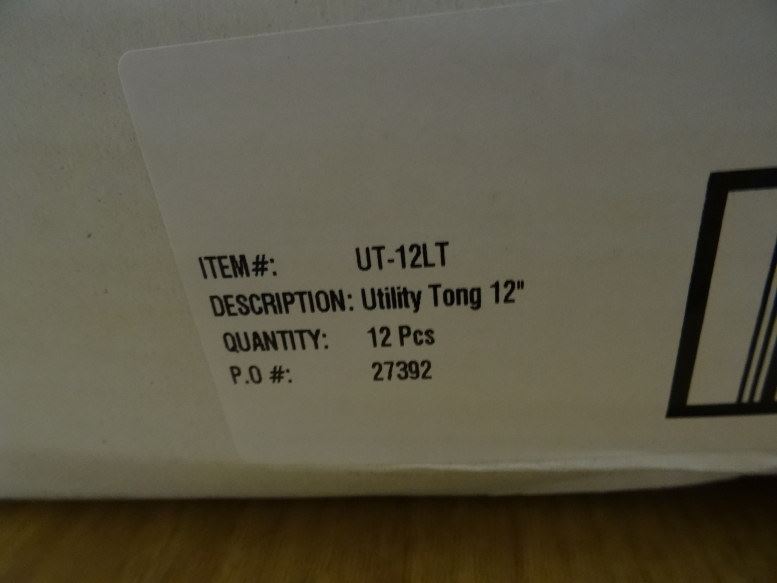 ITEM#: UT-12LT
DESCRIPTION: Utility Tong 12"
QUANTITY: 12 Pcs
P.O #: 27392